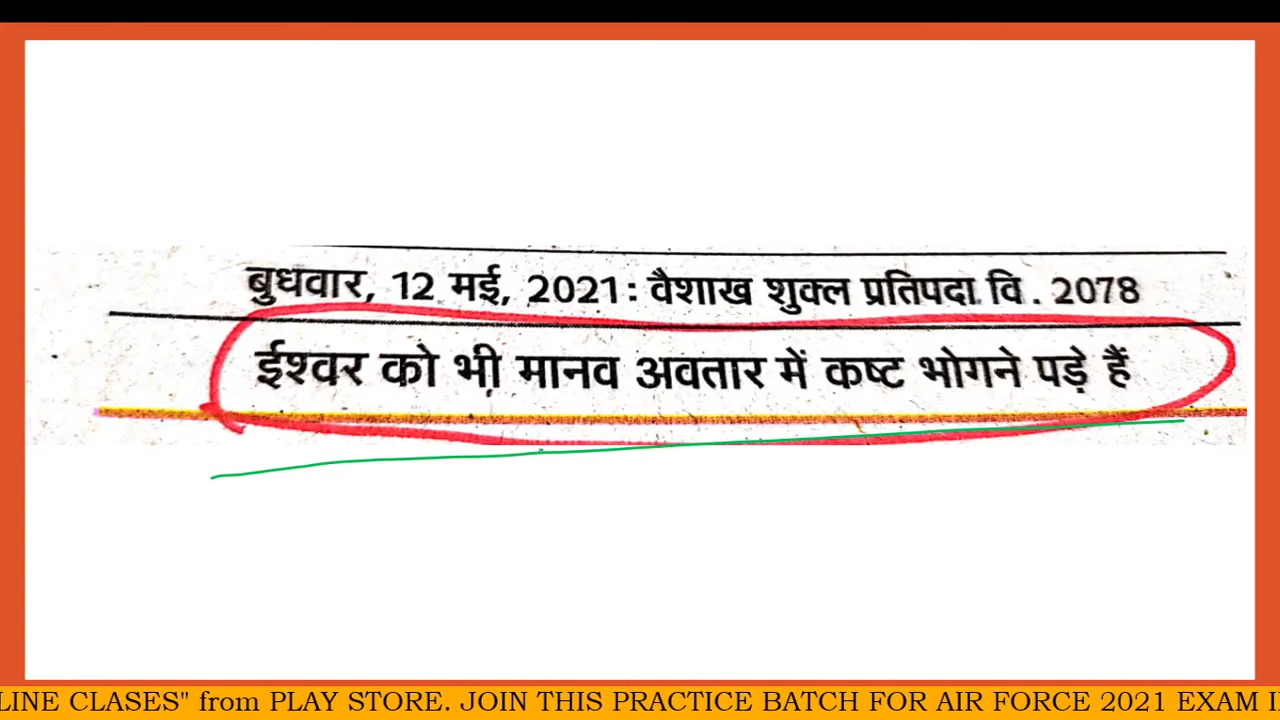 बुधवार, 12 मई, 2021: वैशाख शुक्ल प्रतिपदा वि. 2078
ईश्वर को भी मानव अवतार में कष्ट भोगने पड़े हैं
LINE CLASES" from PLAY STORE. JOIN THIS PRACTICE BATCH FOR AIR FORCE 2021 EXAM